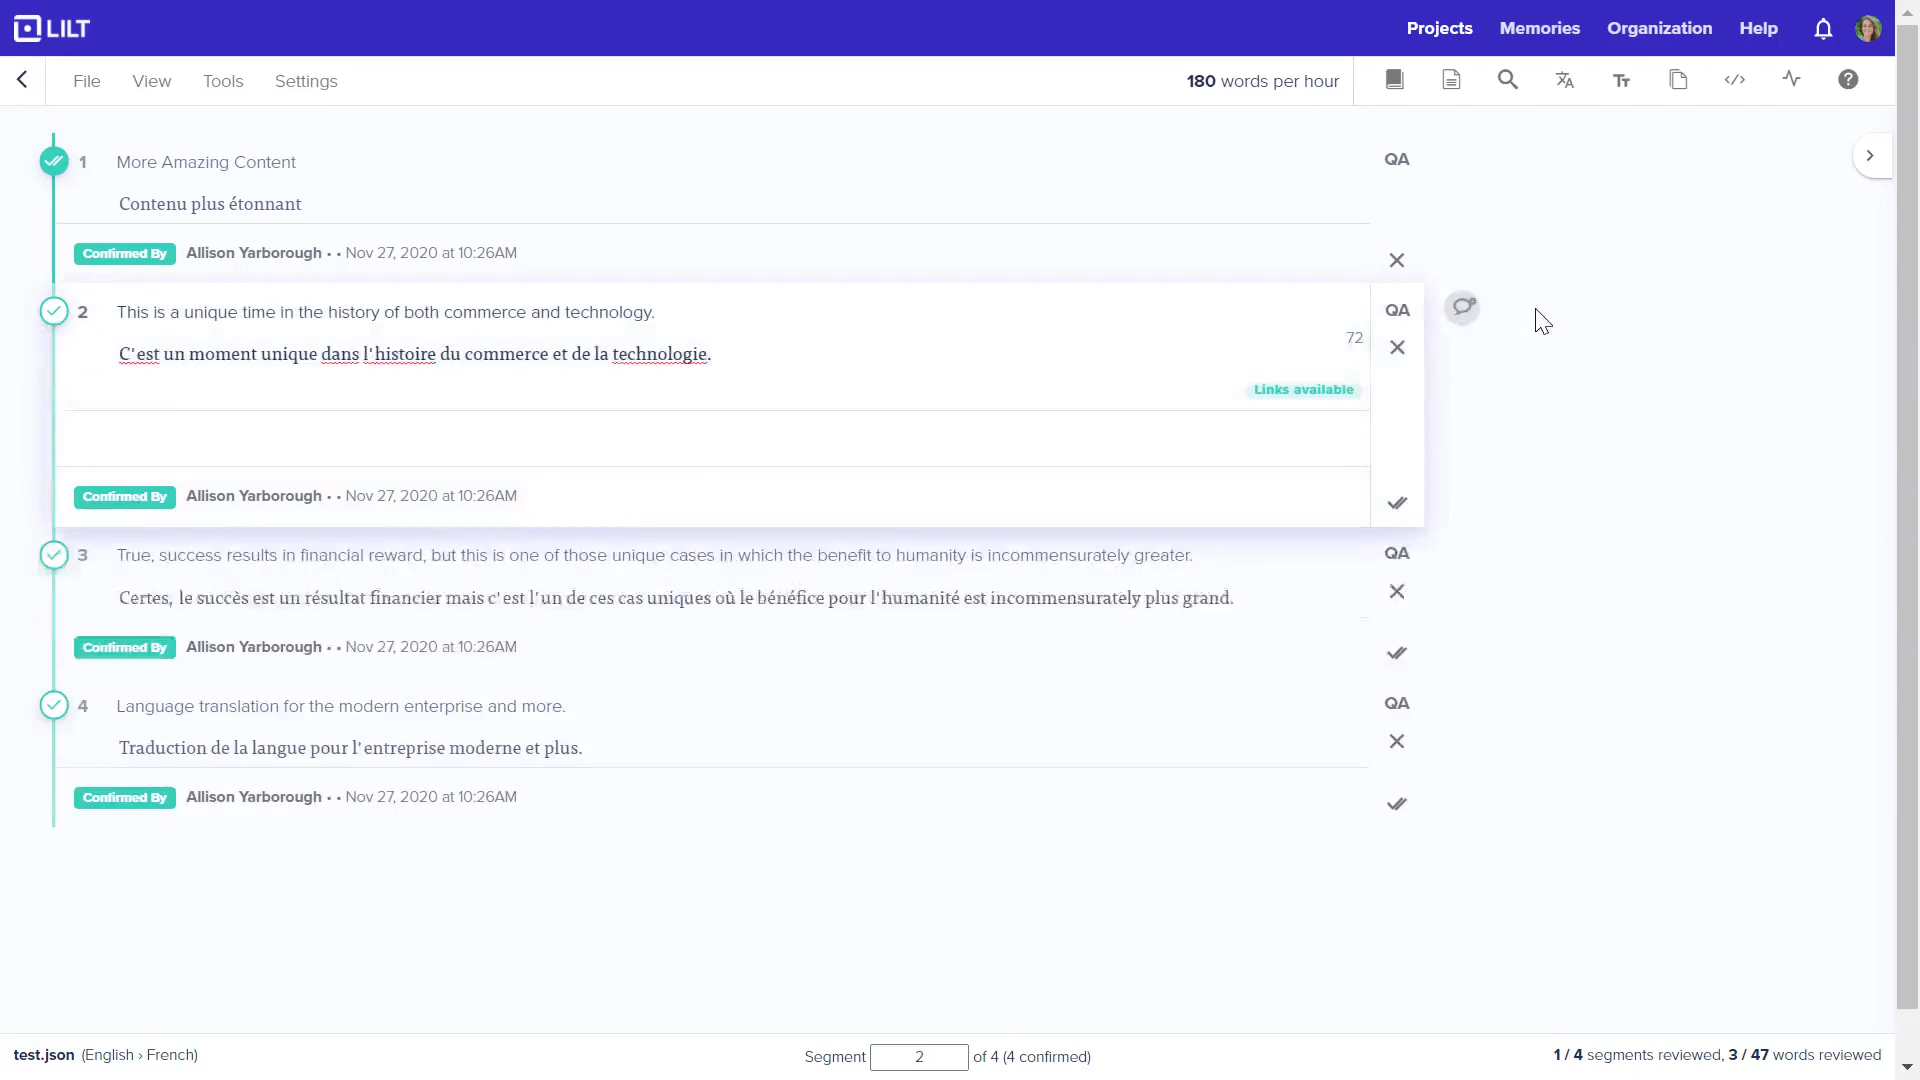 LILT
Projects Memories Organization Help
File View Tools Settings
180 words per hour
1 More Amazing Content
QA
Contenu plus étonnant
Confirmed By Allison Yarborough • • Nov 27, 2020 at 10:26AM
2 This is a unique time in the history of both commerce and technology.
QA
72
C'est un moment unique dans l'histoire du commerce et de la technologie.
Links available
Confirmed By Allison Yarborough • • Nov 27, 2020 at 10:26AM
3 True, success results in financial reward, but this is one of those unique cases in which the benefit to humanity is incommensurately greater.
QA
Certes, le succès est un résultat financier mais c'est l'un de ces cas uniques où le bénéfice pour l'humanité est incommensurately plus grand.
Confirmed By Allison Yarborough • • Nov 27, 2020 at 10:26AM
4 Language translation for the modern enterprise and more.
QA
Traduction de la langue pour l'entreprise moderne et plus.
Confirmed By Allison Yarborough • • Nov 27, 2020 at 10:26AM
test.json (English › French)
Segment 2 of 4 (4 confirmed)
1 / 4 segments reviewed, 3 / 47 words reviewed